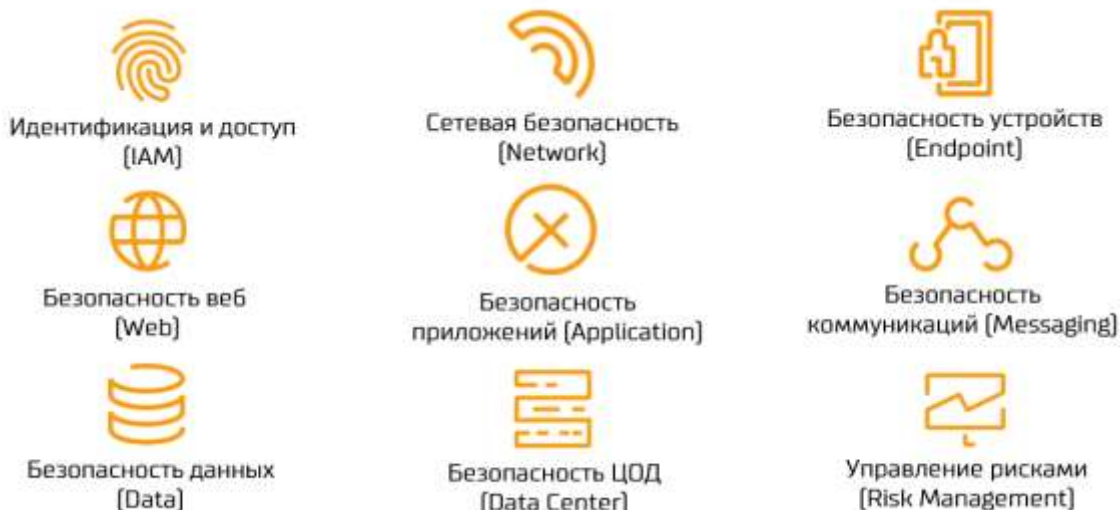 Идентификация и доступ
[IAM]
Сетевая безопасность
[Network]
Безопасность устройств
[Endpoint]
Безопасность веб
[Web]
Безопасность
приложений [Application]
Безопасность
коммуникаций [Messaging]
Безопасность данных
[Data]
Безопасность ЦОД
[Data Center]
Управление рисками
[Risk Management]